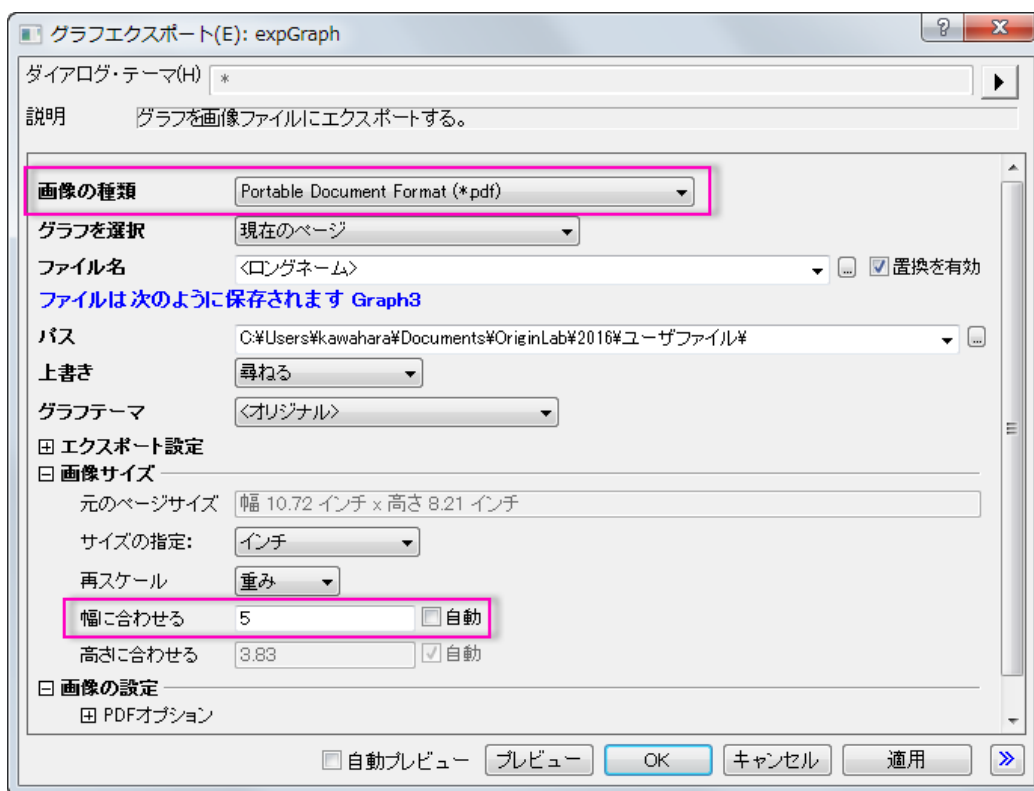 グラフエクスポート(E): expGraph
ダイアログ・テーマ(H) *
説明 グラフを画像ファイルにエクスポートする。
画像の種類 Portable Document Format (*.pdf)
グラフを選択 現在のページ
ファイル名 <ロングネーム> ... 置換を有効
ファイルは次のように保存されます Graph3
パス C:¥Users¥kawahara¥Documents¥OriginLab¥2016¥ユーザファイル¥ ...
上書き 尋ねる
グラフテーマ <オリジナル>
エクスポート設定
画像サイズ
元のページサイズ 幅 10.72 インチ x 高さ 8.21 インチ
サイズの指定: インチ
再スケール 重み
幅に合わせる 5 自動
高さに合わせる 3.83 自動
画像の設定
PDFオプション
自動プレビュー プレビュー OK キャンセル 適用